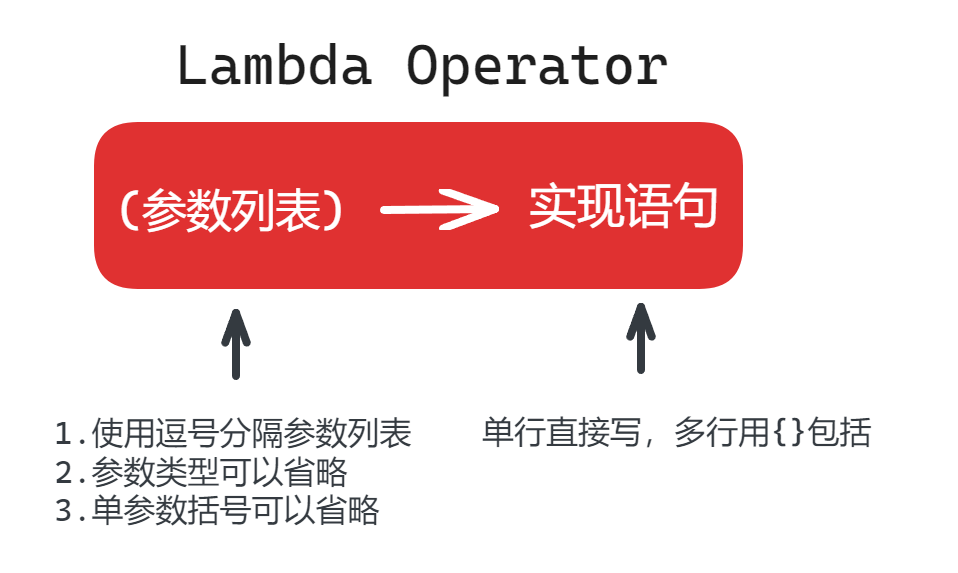 Lambda Operator
(参数列表) → 实现语句
1.使用逗号分隔参数列表
2.参数类型可以省略
3.单参数括号可以省略
单行直接写，多行用{}包括